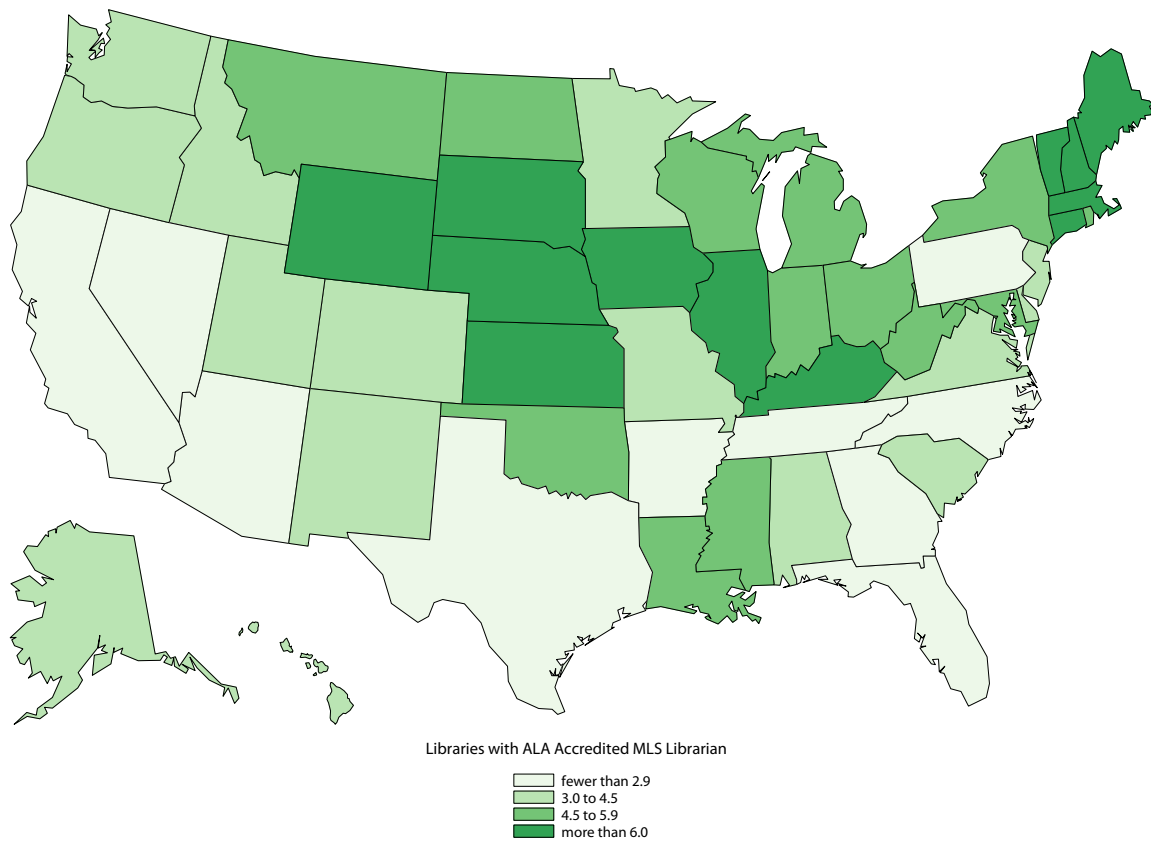 Libraries with ALA Accredited MLS Librarian
fewer than 2.9
3.0 to 4.5
4.5 to 5.9
more than 6.0